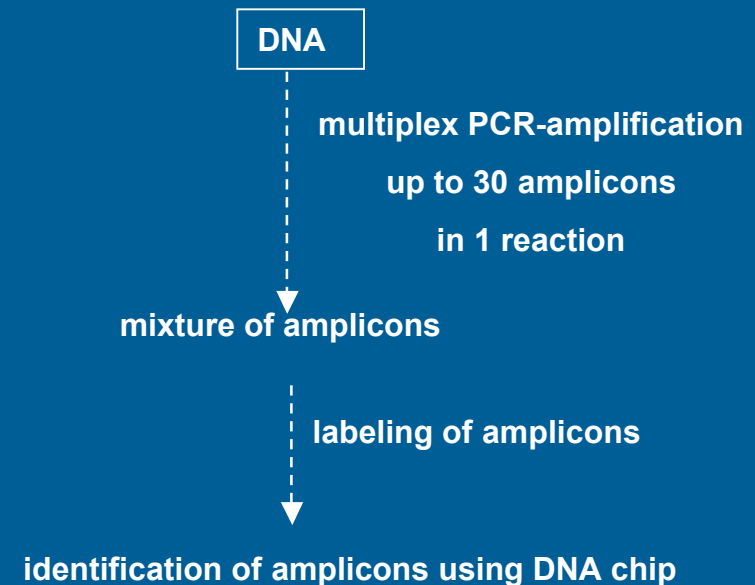 DNA
multiplex PCR-amplification
up to 30 amplicons
in 1 reaction
mixture of amplicons
labeling of amplicons
identification of amplicons using DNA chip